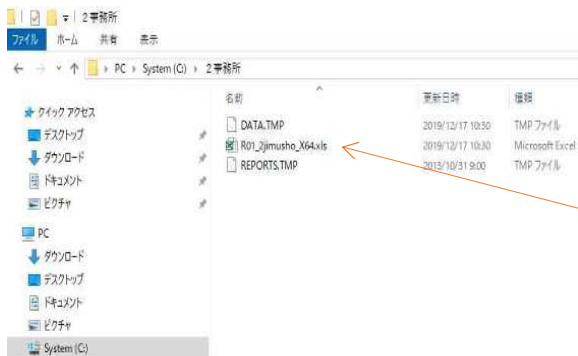 2事務所
ファイル ホーム 共有 表示
PC › System (C:) › 2事務所
名前 更新日時 種類
クイック アクセス
デスクトップ
ダウンロード
ドキュメント
ピクチャ
PC
ダウンロード
デスクトップ
ドキュメント
ピクチャ
System (C:)
DATA.TMP 2019/12/17 10:30 TMP ファイル
R01_2jimusho_X64.xls 2019/12/17 10:30 Microsoft Excel
REPORTS.TMP 2013/10/31 9:00 TMP ファイル